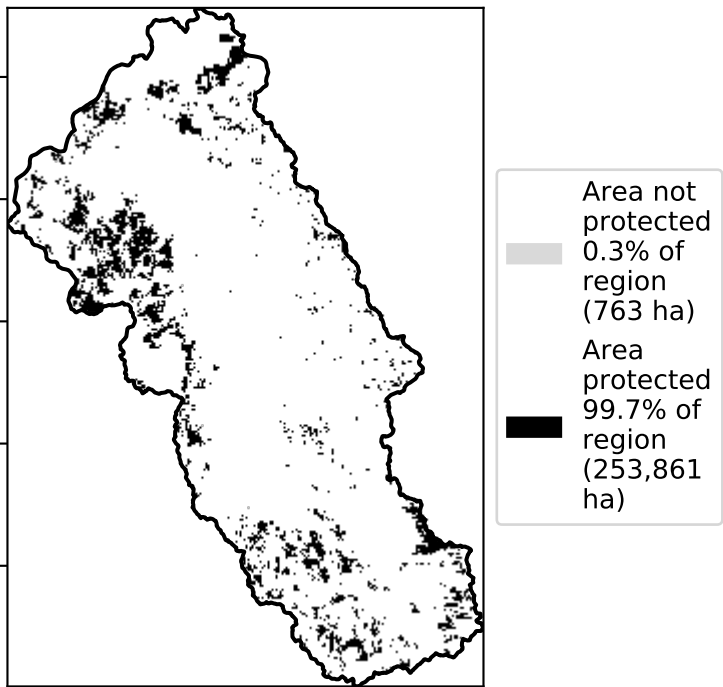 Area not
protected
0.3% of
region
(763 ha)
Area
protected
99.7% of
region
(253,861
ha)